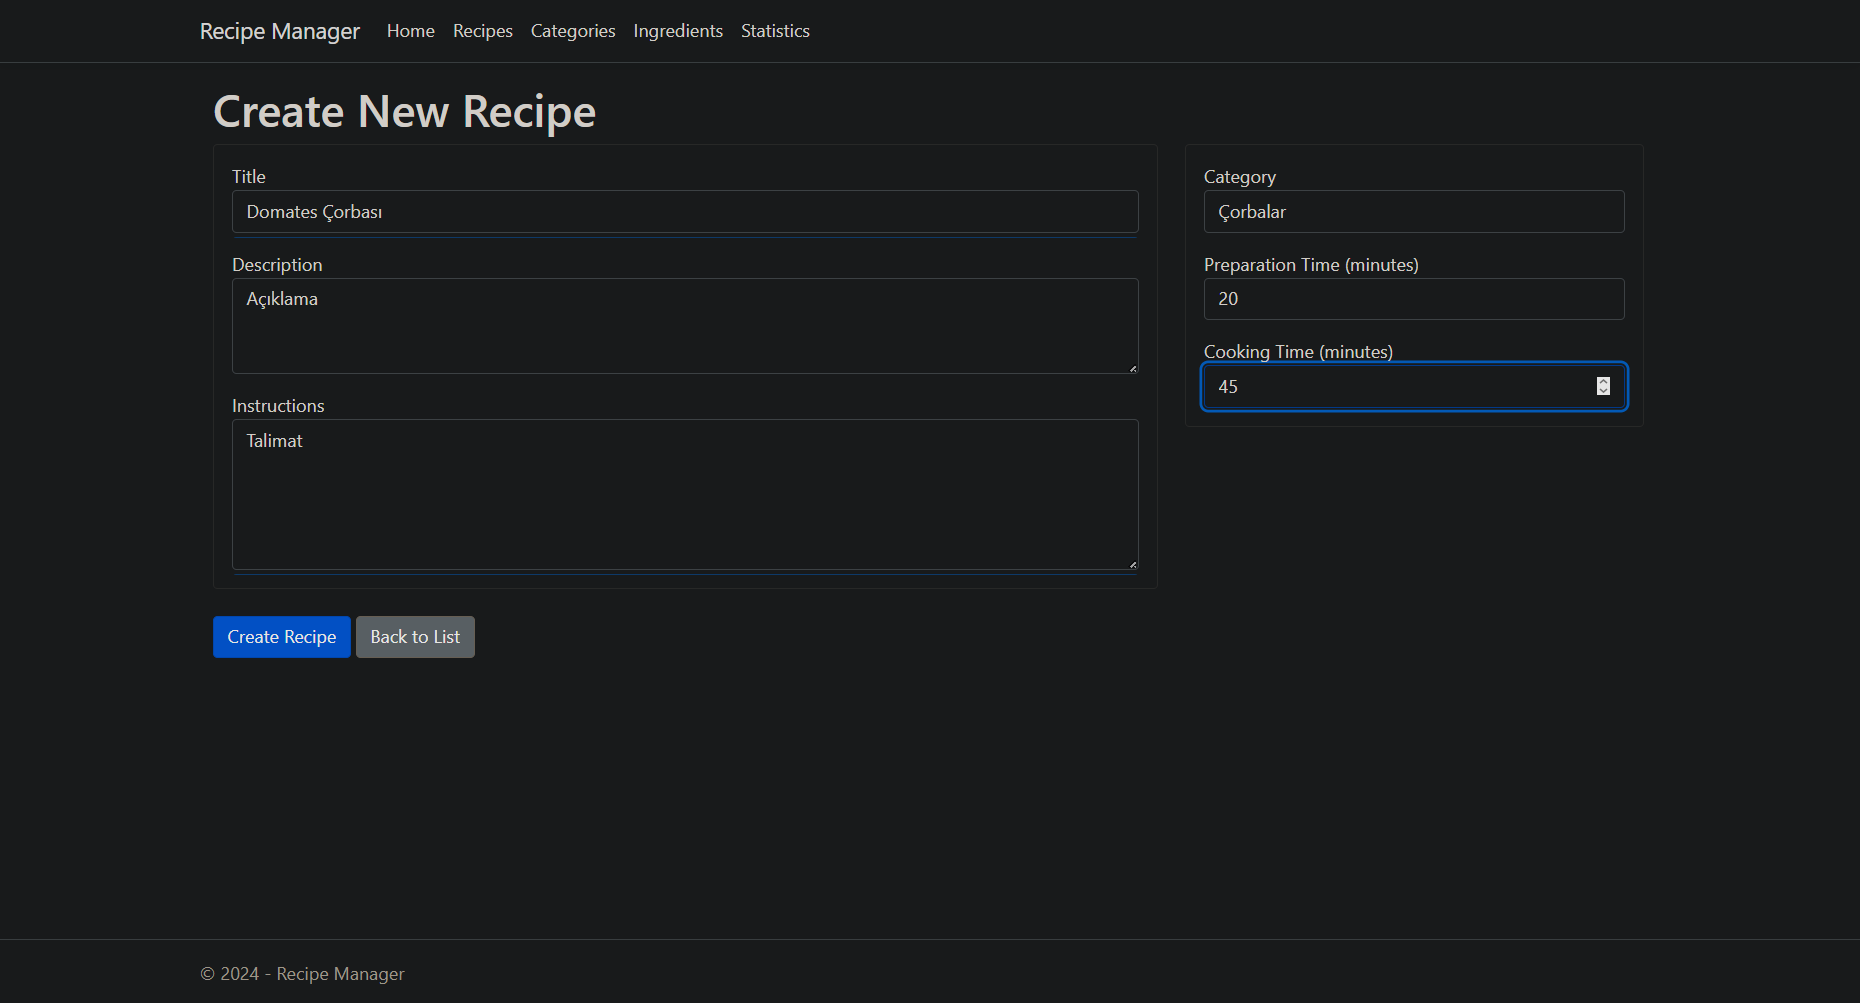 Recipe Manager Home Recipes Categories Ingredients Statistics
Create New Recipe
Title
Domates Çorbası
Description
Açıklama
Instructions
Talimat
Category
Çorbalar
Preparation Time (minutes)
20
Cooking Time (minutes)
45
Create Recipe Back to List
© 2024 - Recipe Manager